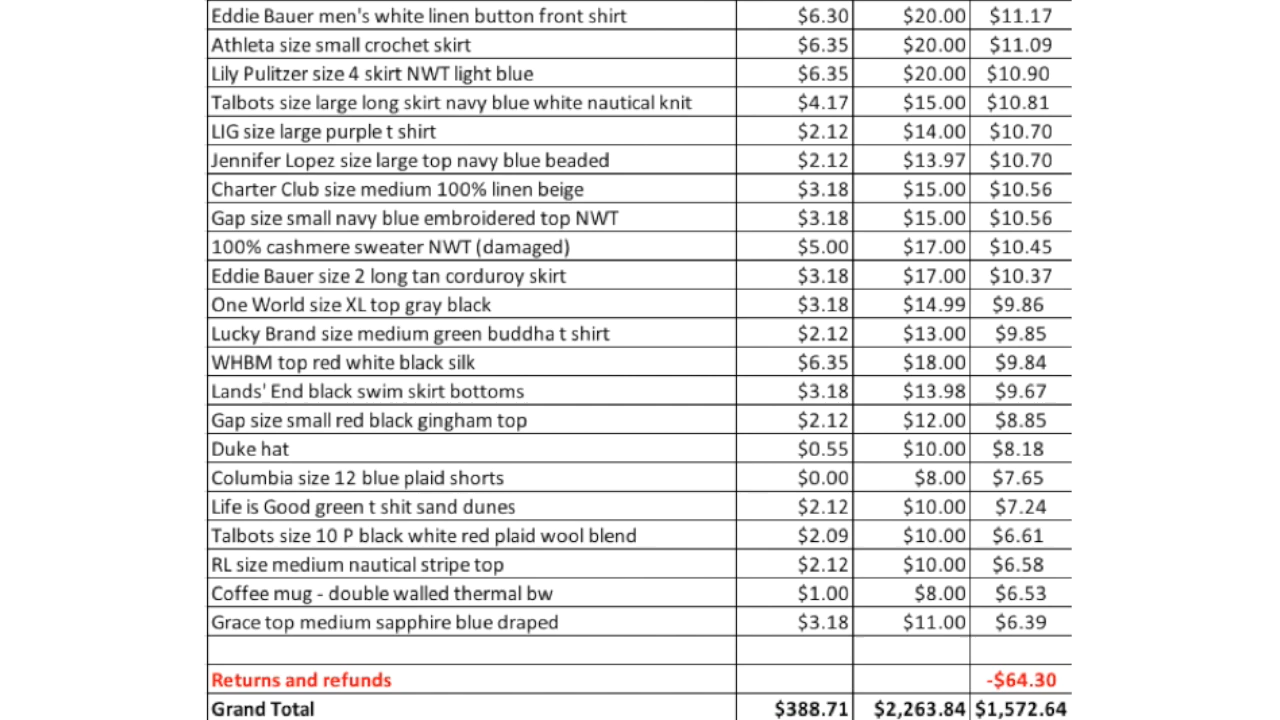 Eddie Bauer men's white linen button front shirt $6.30 $20.00 $11.17
Athleta size small crochet skirt $6.35 $20.00 $11.09
Lily Pulitzer size 4 skirt NWT light blue $6.35 $20.00 $10.90
Talbots size large long skirt navy blue white nautical knit $4.17 $15.00 $10.81
LIG size large purple t shirt $2.12 $14.00 $10.70
Jennifer Lopez size large top navy blue beaded $2.12 $13.97 $10.70
Charter Club size medium 100% linen beige $3.18 $15.00 $10.56
Gap size small navy blue embroidered top NWT $3.18 $15.00 $10.56
100% cashmere sweater NWT (damaged) $5.00 $17.00 $10.45
Eddie Bauer size 2 long tan corduroy skirt $3.18 $17.00 $10.37
One World size XL top gray black $3.18 $14.99 $9.86
Lucky Brand size medium green buddha t shirt $2.12 $13.00 $9.85
WHBM top red white black silk $6.35 $18.00 $9.84
Lands' End black swim skirt bottoms $3.18 $13.98 $9.67
Gap size small red black gingham top $2.12 $12.00 $8.85
Duke hat $0.55 $10.00 $8.18
Columbia size 12 blue plaid shorts $0.00 $8.00 $7.65
Life is Good green t shit sand dunes $2.12 $10.00 $7.24
Talbots size 10 P black white red plaid wool blend $2.09 $10.00 $6.61
RL size medium nautical stripe top $2.12 $10.00 $6.58
Coffee mug - double walled thermal bw $1.00 $8.00 $6.53
Grace top medium sapphire blue draped $3.18 $11.00 $6.39
Returns and refunds -$64.30
Grand Total $388.71 $2,263.84 $1,572.64